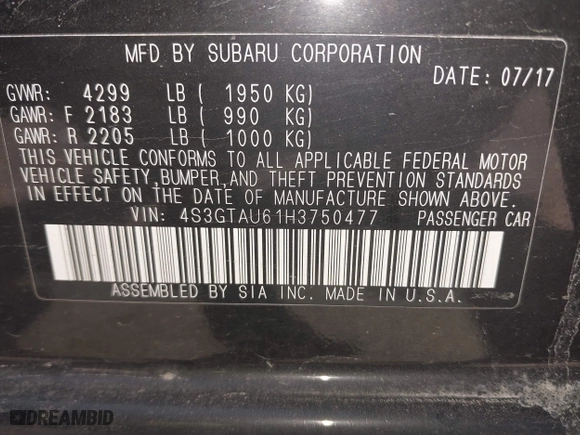 MFD BY SUBARU CORPORATION
DATE: 07/17
GVWR: 4299 LB ( 1950 KG)
GAWR: F 2183 LB ( 990 KG)
GAWR: R 2205 LB ( 1000 KG)
THIS VEHICLE CONFORMS TO ALL APPLICABLE FEDERAL MOTOR
VEHICLE SAFETY,BUMPER,AND THEFT PREVENTION STANDARDS
IN EFFECT ON THE DATE OF MANUFACTURE SHOWN ABOVE.
VIN: 4S3GTAU61H3750477 PASSENGER CAR
ASSEMBLED BY SIA INC. MADE IN U.S.A.
DREAMBID